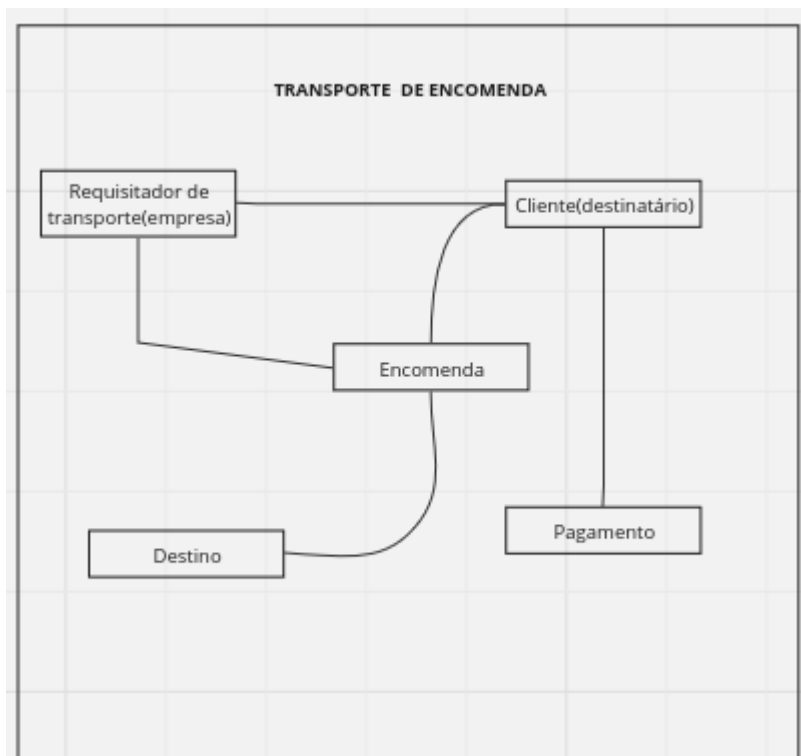 TRANSPORTE DE ENCOMENDA
Requisitador de
transporte(empresa)
Cliente(destinatário)
Encomenda
Destino
Pagamento